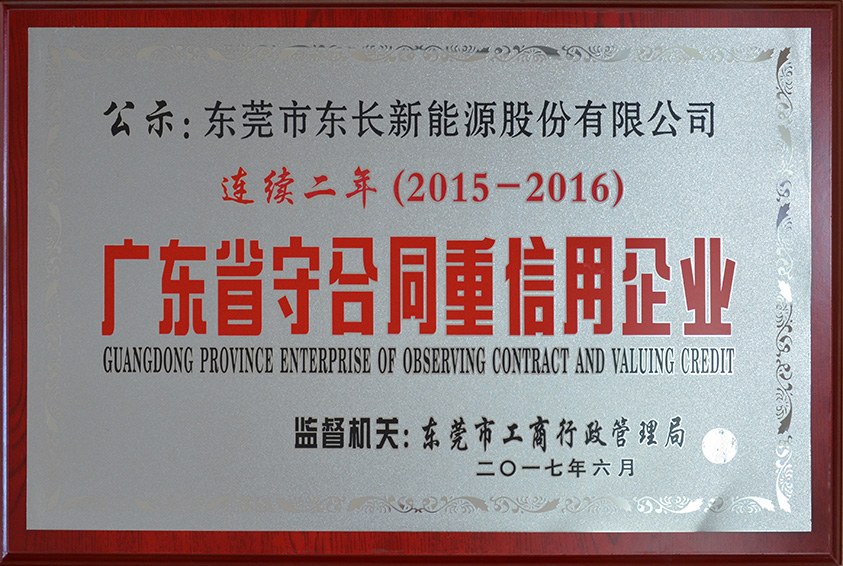 公示:东莞市东长新能源股份有限公司
连续二年(2015-2016)
广东省守合同重信用企业
GUANGDONG PROVINCE ENTERPRISE OF OBSERVING CONTRACT AND VALUING CREDIT
监督机关:东莞市工商行政管理局
二〇一七年六月